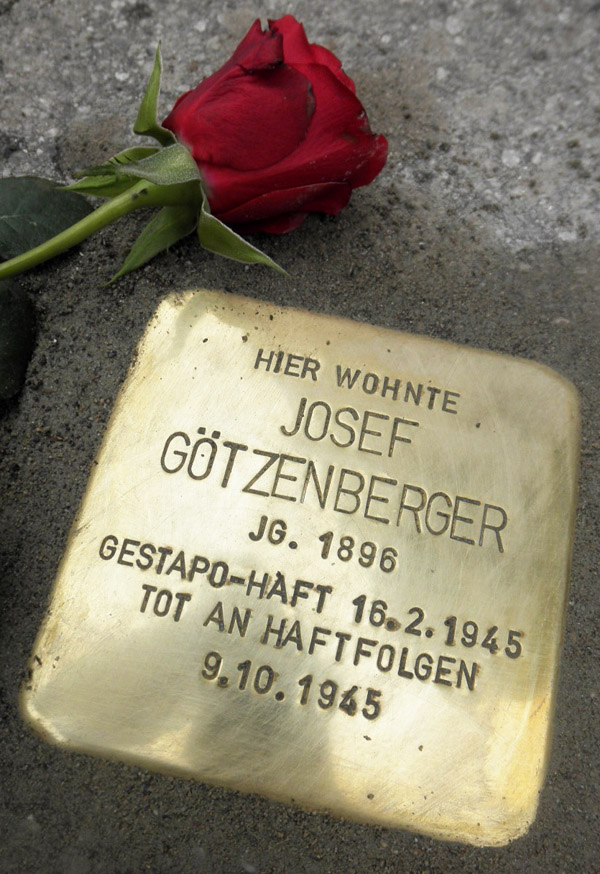 HIER WOHNTE
JOSEF
GÖTZENBERGER
JG. 1896
GESTAPO-HAFT 16.2.1945
TOT AN HAFTFOLGEN
9.10.1945